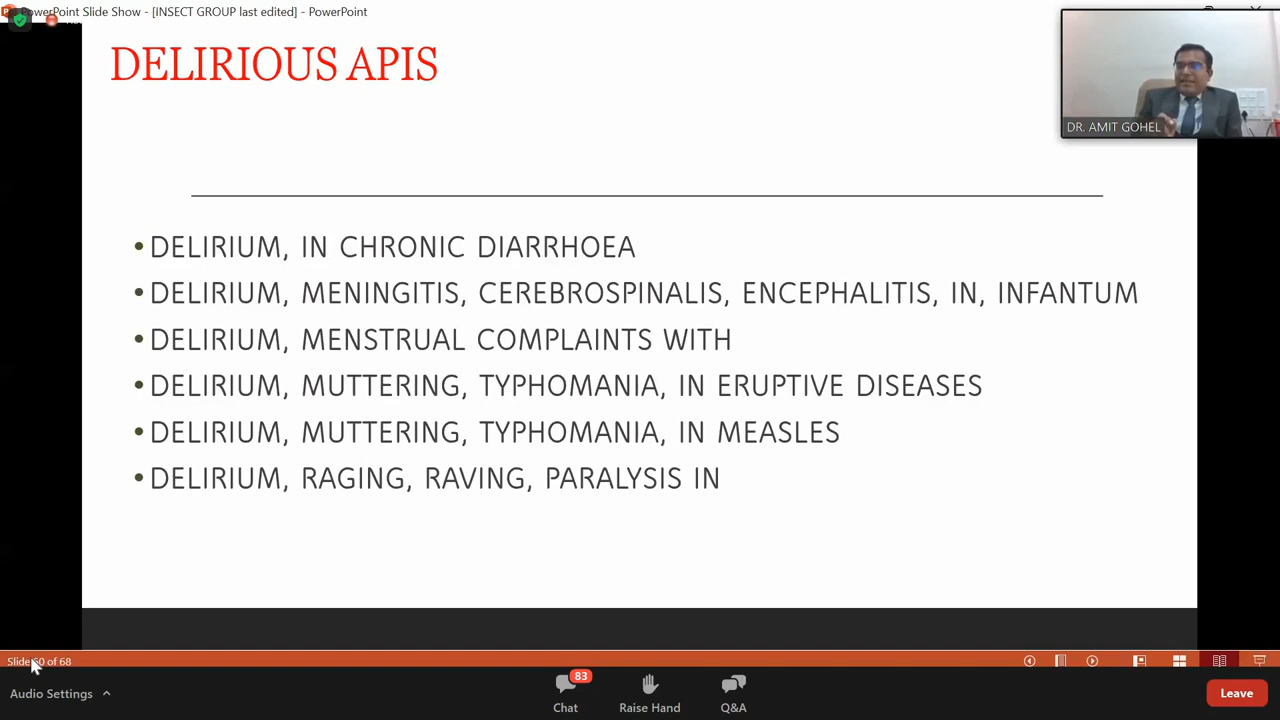 PowerPoint Slide Show - [INSECT GROUP last edited] - PowerPoint
DELIRIOUS APIS
DR. AMIT GOHEL
•DELIRIUM, IN CHRONIC DIARRHOEA
•DELIRIUM, MENINGITIS, CEREBROSPINALIS, ENCEPHALITIS, IN, INFANTUM
•DELIRIUM, MENSTRUAL COMPLAINTS WITH
•DELIRIUM, MUTTERING, TYPHOMANIA, IN ERUPTIVE DISEASES
•DELIRIUM, MUTTERING, TYPHOMANIA, IN MEASLES
•DELIRIUM, RAGING, RAVING, PARALYSIS IN
Slide of 68
Audio Settings
83
Chat
Raise Hand
Q&A
Leave